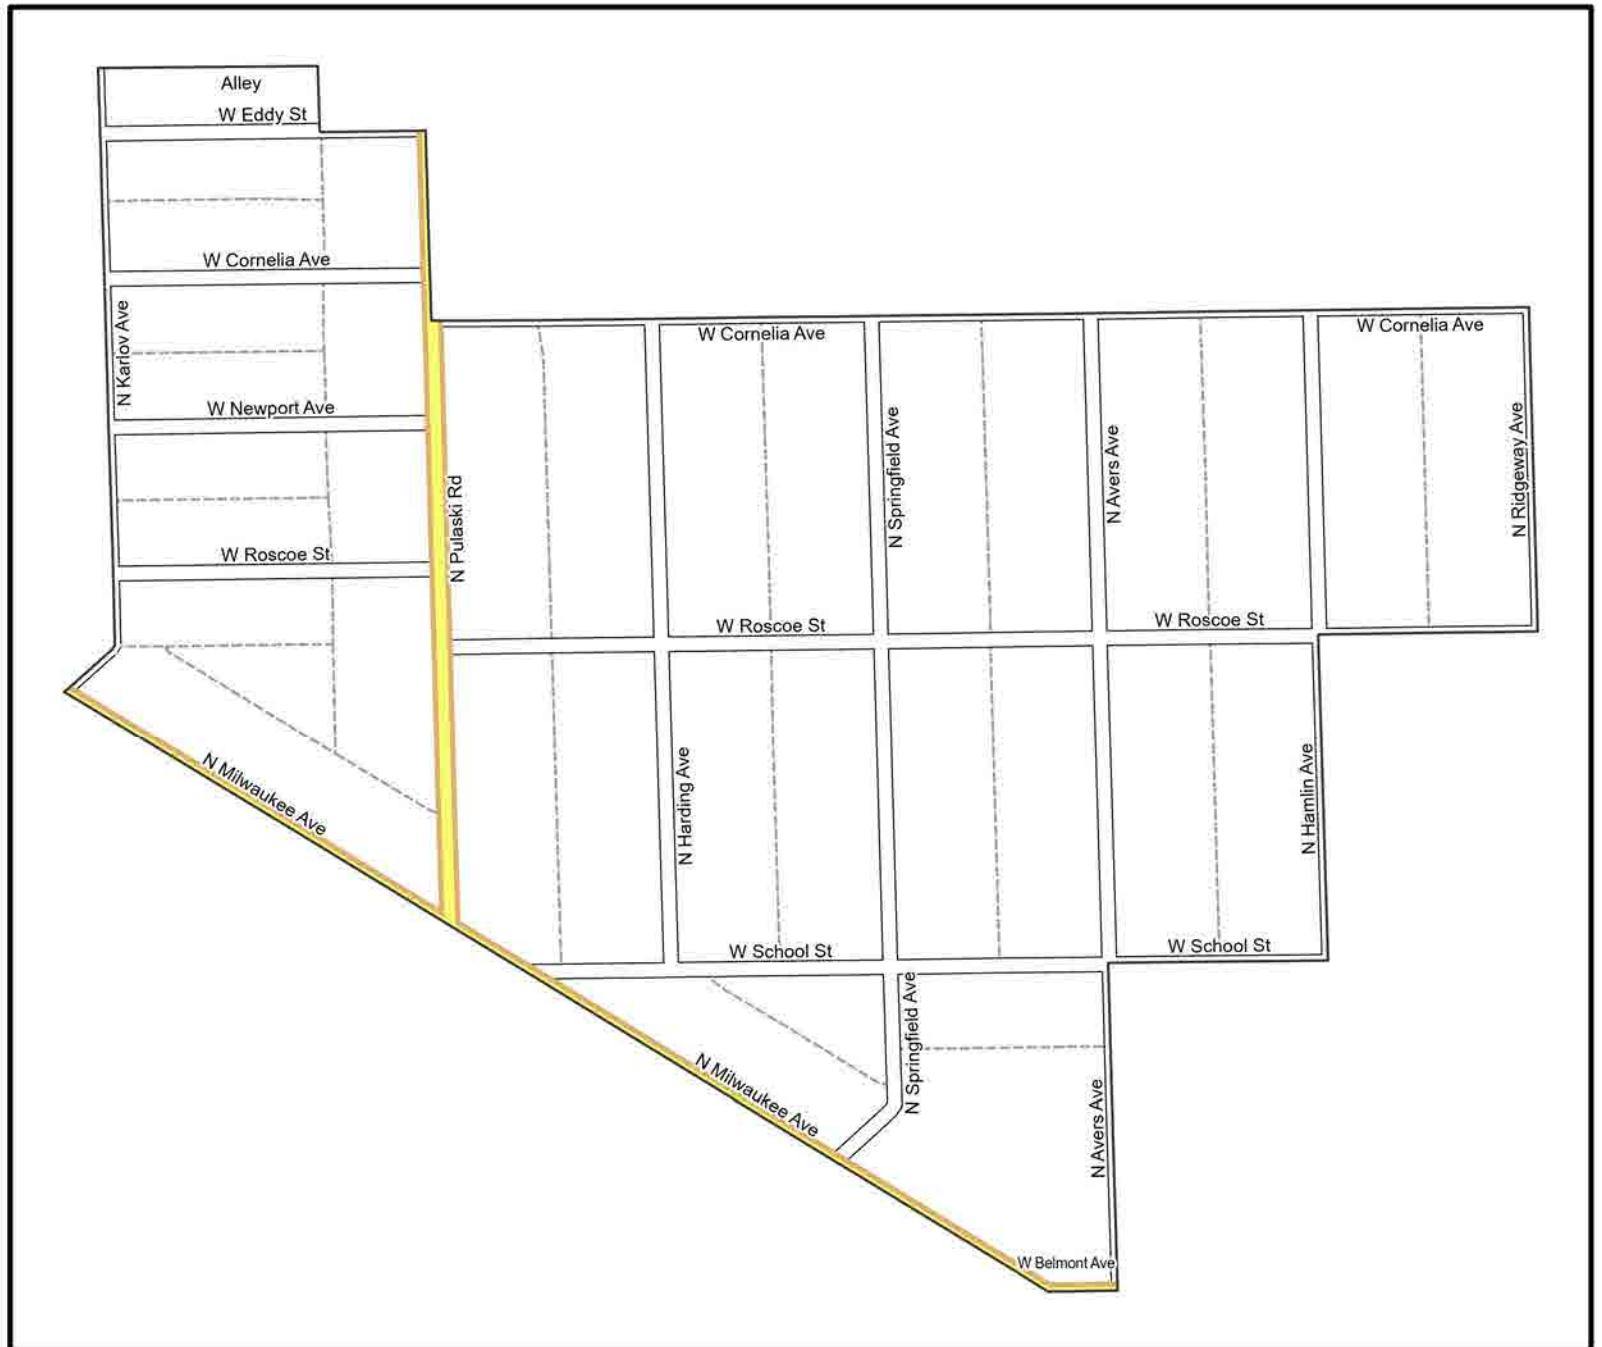 Alley
W Eddy St
W Cornelia Ave
N Karlov Ave
W Newport Ave
W Roscoe St
N Pulaski Rd
W Cornelia Ave
W Cornelia Ave
N Springfield Ave
N Avers Ave
N Ridgeway Ave
W Roscoe St
W Roscoe St
N Milwaukee Ave
N Harding Ave
N Hamlin Ave
W School St
W School St
N Springfield Ave
N Milwaukee Ave
N Avers Ave
W Belmont Ave